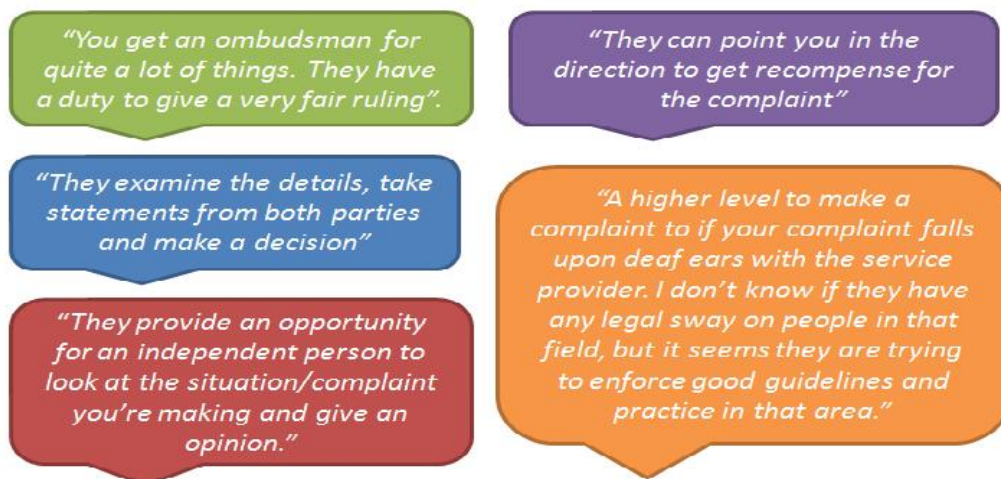 “You get an ombudsman for
quite a lot of things. They have
a duty to give a very fair ruling”.
“They can point you in the
direction to get recompense for
the complaint”
“They examine the details, take
statements from both parties
and make a decision”
“A higher level to make a
complaint to if your complaint falls
upon deaf ears with the service
provider. I don’t know if they have
any legal sway on people in that
field, but it seems they are trying
to enforce good guidelines and
practice in that area.”
“They provide an opportunity
for an independent person to
look at the situation/complaint
you’re making and give an
opinion.”